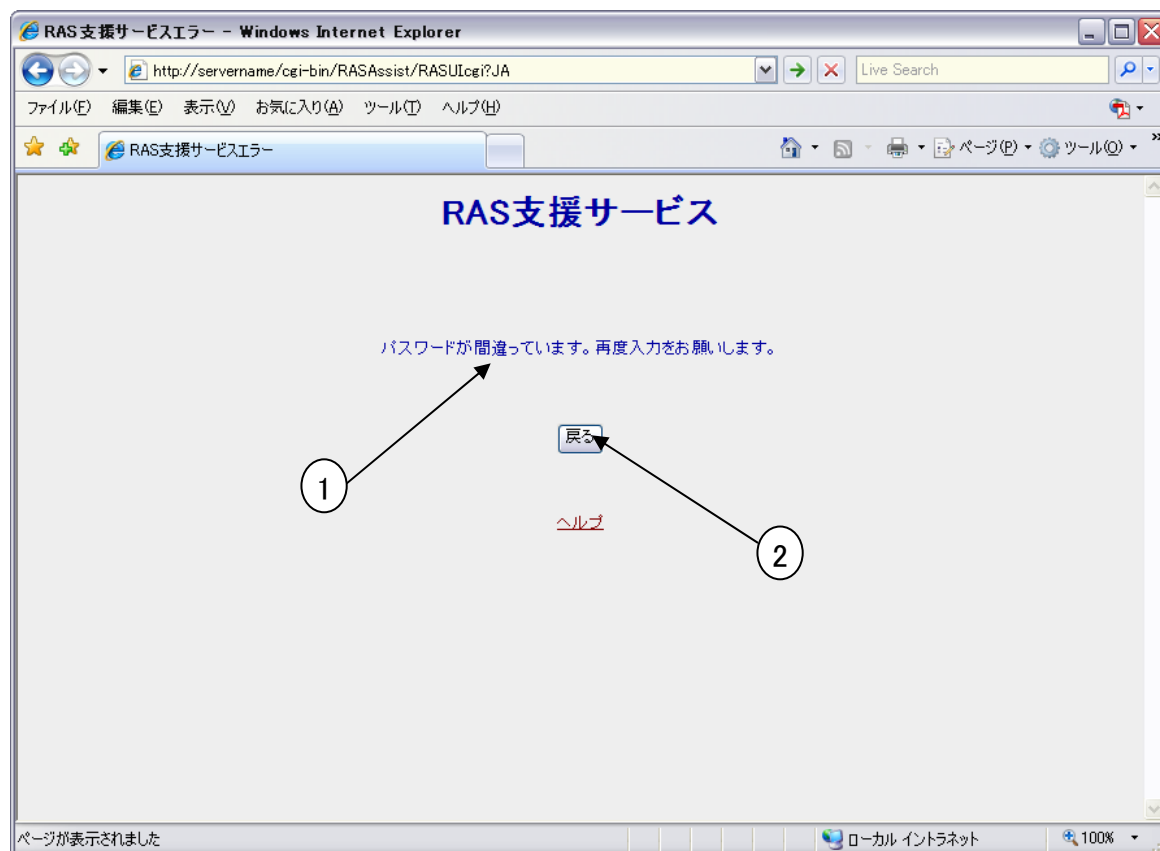 RAS支援サービスエラー - Windows Internet Explorer
http://servername/cgi-bin/RASAssist/RASUIcgi?JA
Live Search
ファイル(F) 編集(E) 表示(V) お気に入り(A) ツール(T) ヘルプ(H)
RAS支援サービスエラー
ページ(P) ツール(O)
RAS支援サービス
パスワードが間違っています。再度入力をお願いします。
戻る
1
ヘルプ
2
ページが表示されました
ローカル イントラネット
100%